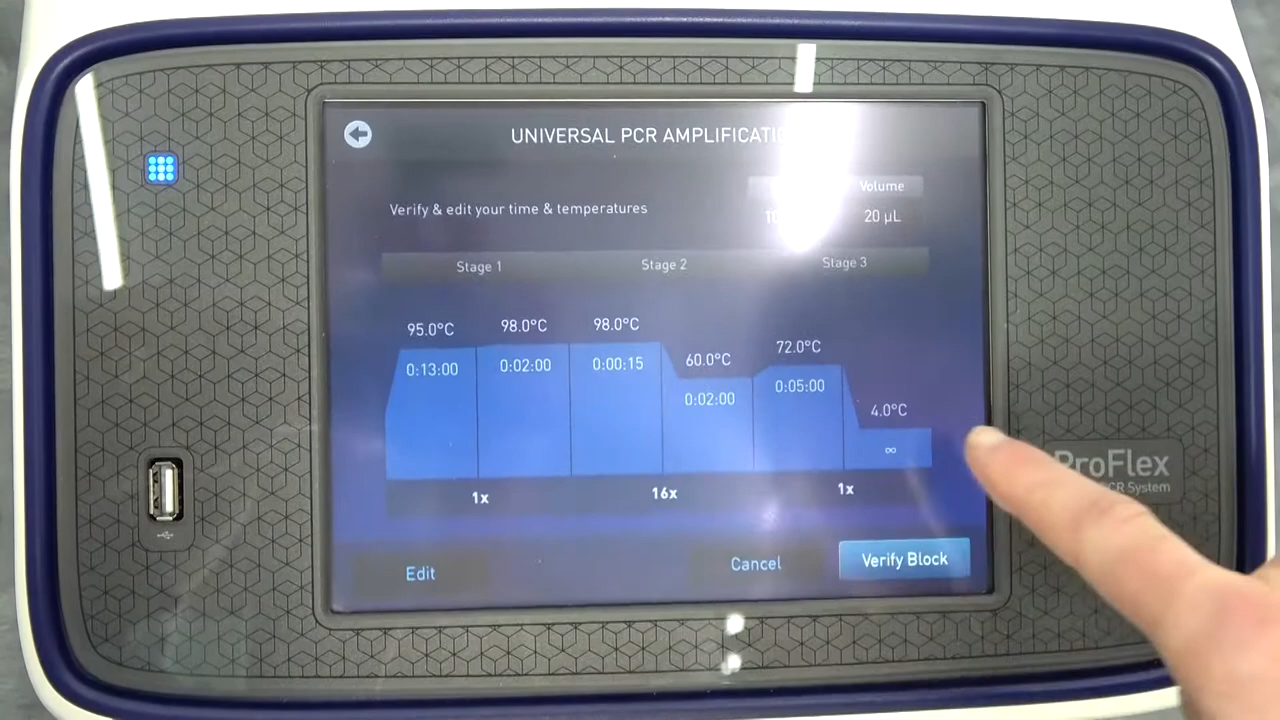 UNIVERSAL PCR
Volume
Verify & edit your time & temperatures
20 µL
Stage 1 Stage 2 Stage 3
95.0°C 98.0°C 98.0°C 60.0°C 72.0°C 4.0°C
0:13:00 0:02:00 0:00:15 0:02:00 0:05:00 ∞
1x 16x 1x
Edit Cancel Verify Block
ProFlex
System